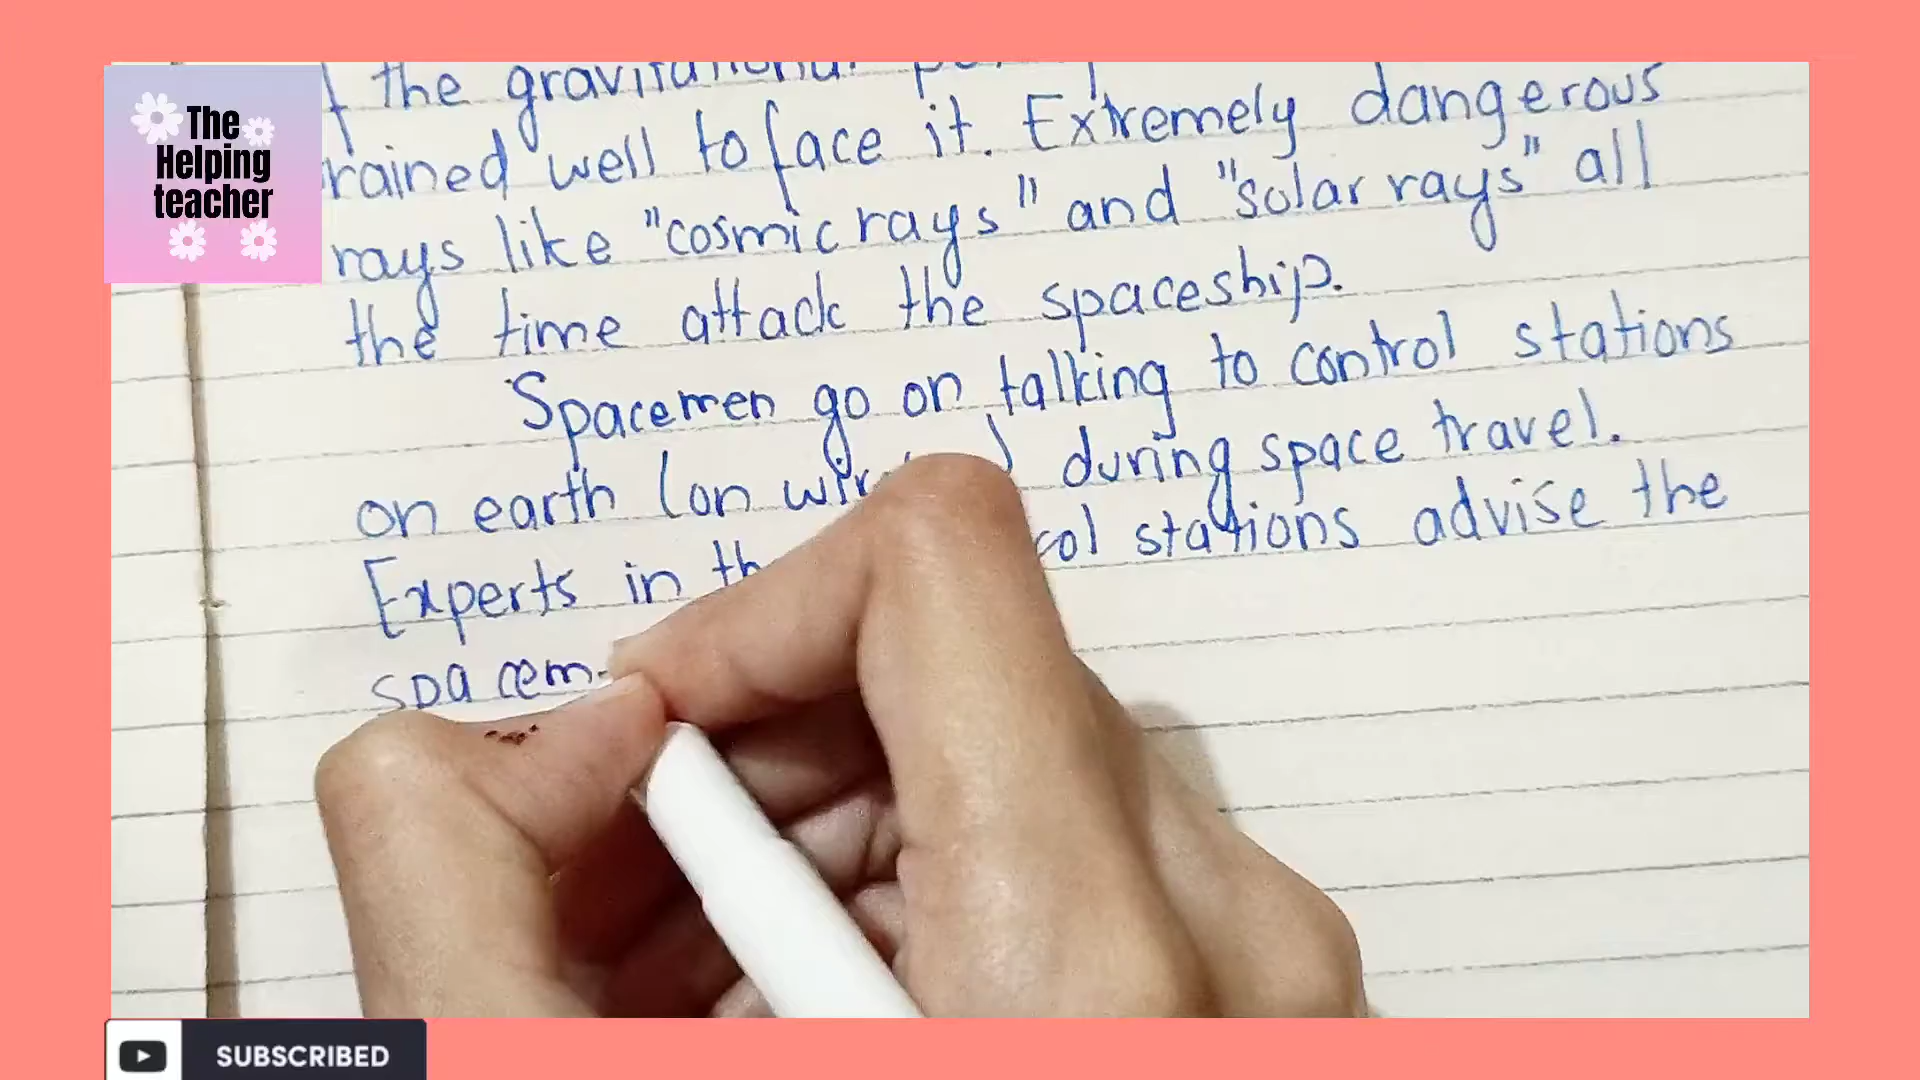 The
Helping
teacher
the gravitational
rained well to face it. Extremely dangerous
rays like "cosmic rays" and "solar rays" all
the time attack the spaceship.
Spacemen go on talking to control stations
on earth (on during space travel.
Experts in stations advise the
spacem
SUBSCRIBED